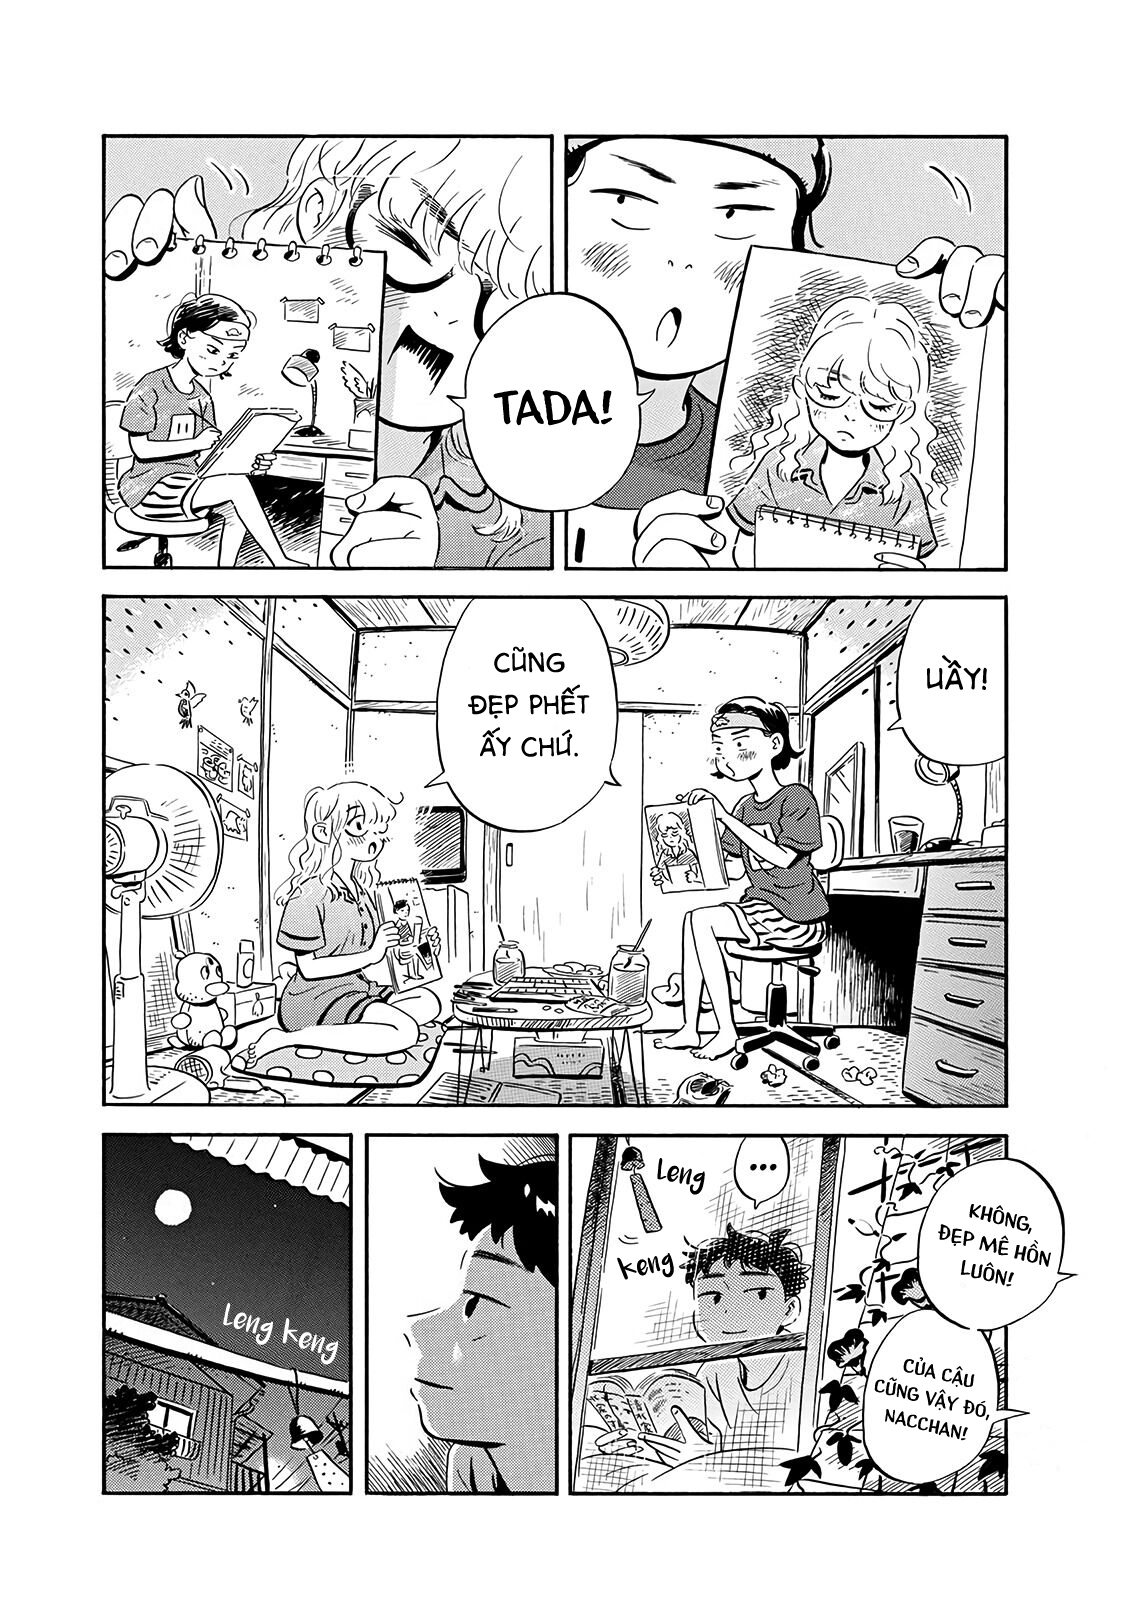 TADA!
UẦY!
CŨNG
ĐẸP PHẾT
ẤY CHỨ.
KHÔNG,
ĐẸP MÊ HỒN
LUÔN!
CỦA CẬU
CŨNG VẬY ĐÓ,
NACCHAN!
...
Leng
Keng
Leng Keng